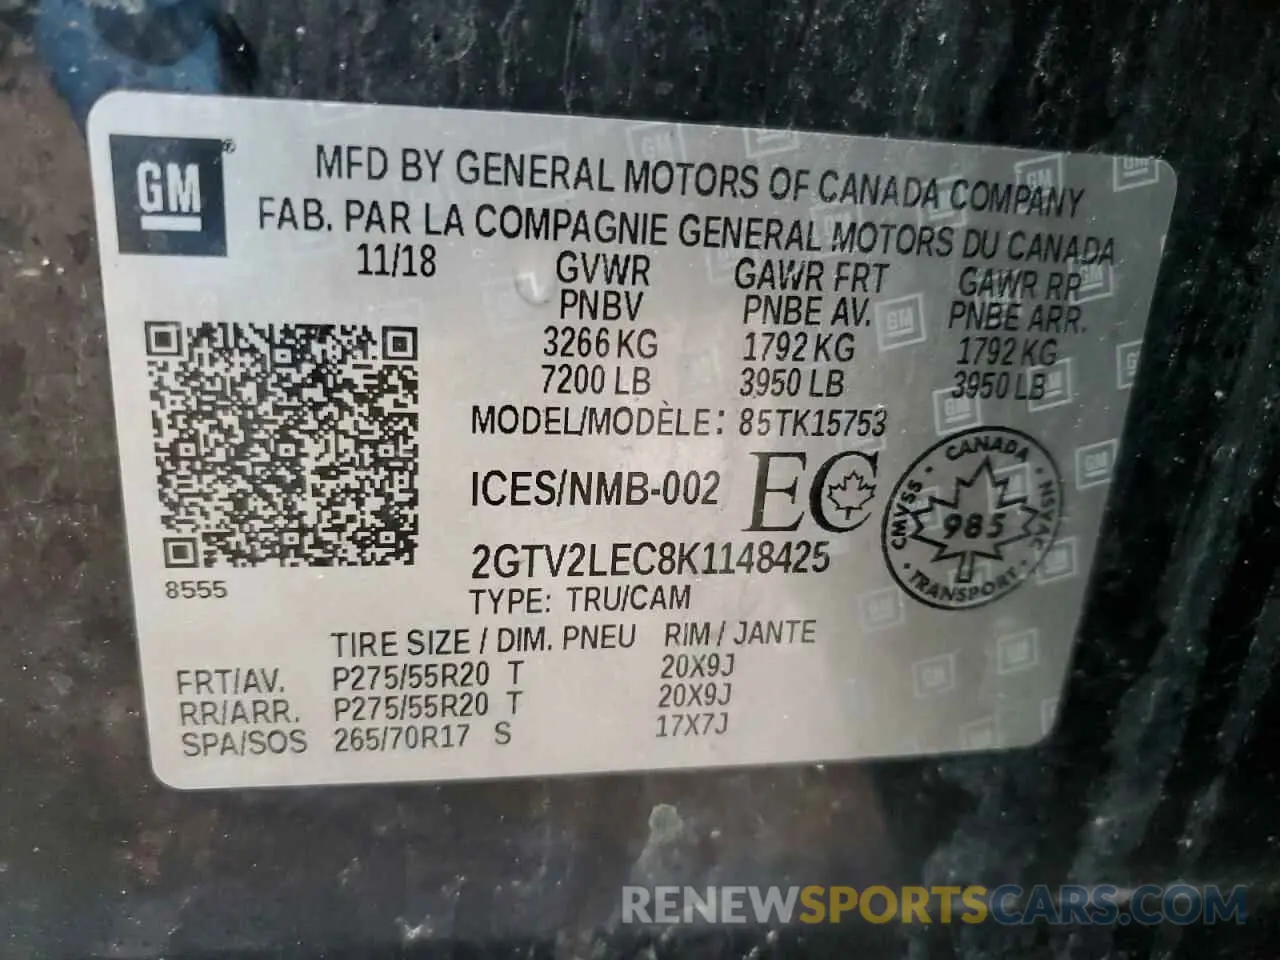 GM®
MFD BY GENERAL MOTORS OF CANADA COMPANY
FAB. PAR LA COMPAGNIE GENERAL MOTORS DU CANADA
11/18 GVWR GAWR FRT GAWR RR
PNBV PNBE AV. PNBE ARR.
3266 KG 1792 KG 1792 KG
7200 LB 3950 LB 3950 LB
MODEL/MODÈLE: 85TK15753
ICES/NMB-002 EC
CANADA CMVSS NSVAC 985 TRANSPORT
2GTV2LEC8K1148425
8555
TYPE: TRU/CAM
TIRE SIZE / DIM. PNEU RIM / JANTE
FRT/AV. P275/55R20 T 20X9J
RR/ARR. P275/55R20 T 20X9J
SPA/SOS 265/70R17 S 17X7J
RENEWSPORTSCARS.COM